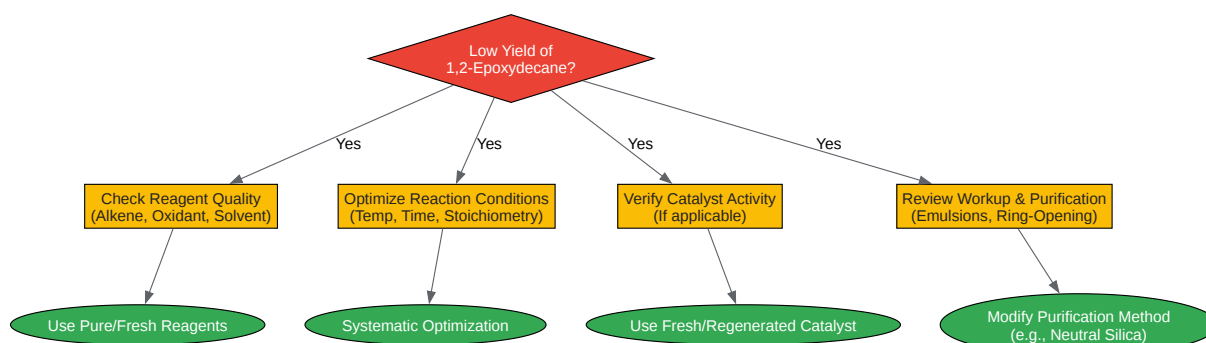 Low Yield of
1,2-Epoxydecane?
Yes
Yes
Yes
Yes
Check Reagent Quality
(Alkene, Oxidant, Solvent)
Optimize Reaction Conditions
(Temp, Time, Stoichiometry)
Verify Catalyst Activity
(If applicable)
Review Workup & Purification
(Emulsions, Ring-Opening)
Use Pure/Fresh Reagents
Systematic Optimization
Use Fresh/Regenerated Catalyst
Modify Purification Method
(e.g., Neutral Silica)